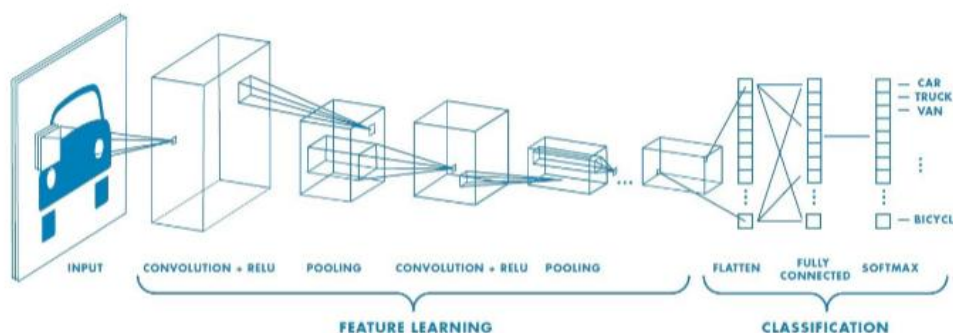 CAR
TRUCK
VAN
BICYCL
INPUT
CONVOLUTION + RELU
POOLING
CONVOLUTION + RELU
POOLING
FLATTEN
FULLY
CONNECTED
SOFTMAX
FEATURE LEARNING
CLASSIFICATION